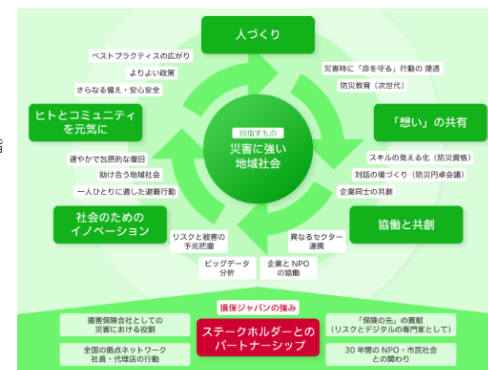 人づくり
ベストプラクティスの広がり
よりよい政策
さらなる備え・安心安全
災害時に「命を守る」行動の 浸透
防災教育（次世代）
ヒトとコミュニティ
を元気に
目指すもの
災害に強い
地域社会
「想い」の共有
速やかで包摂的な復旧
助け合う地域社会
一人ひとりに適した避難行動
スキルの見える化（防災資格）
対話の場づくり（防災円卓会議）
企業同士の共創
社会のための
イノベーション
協働と共創
リスクと被害の
予兆把握
異なるセクター
連携
ビッグデータ
分析
企業と NPO
の協働
損保ジャパンの強み
ステークホルダーとの
パートナーシップ
損害保険会社としての
災害における役割
「保険の先」の貢献
（リスクとデジタルの専門家として）
全国の拠点ネットワーク
社員・代理店の行動
30 年間の NPO・市民社会
との関わり